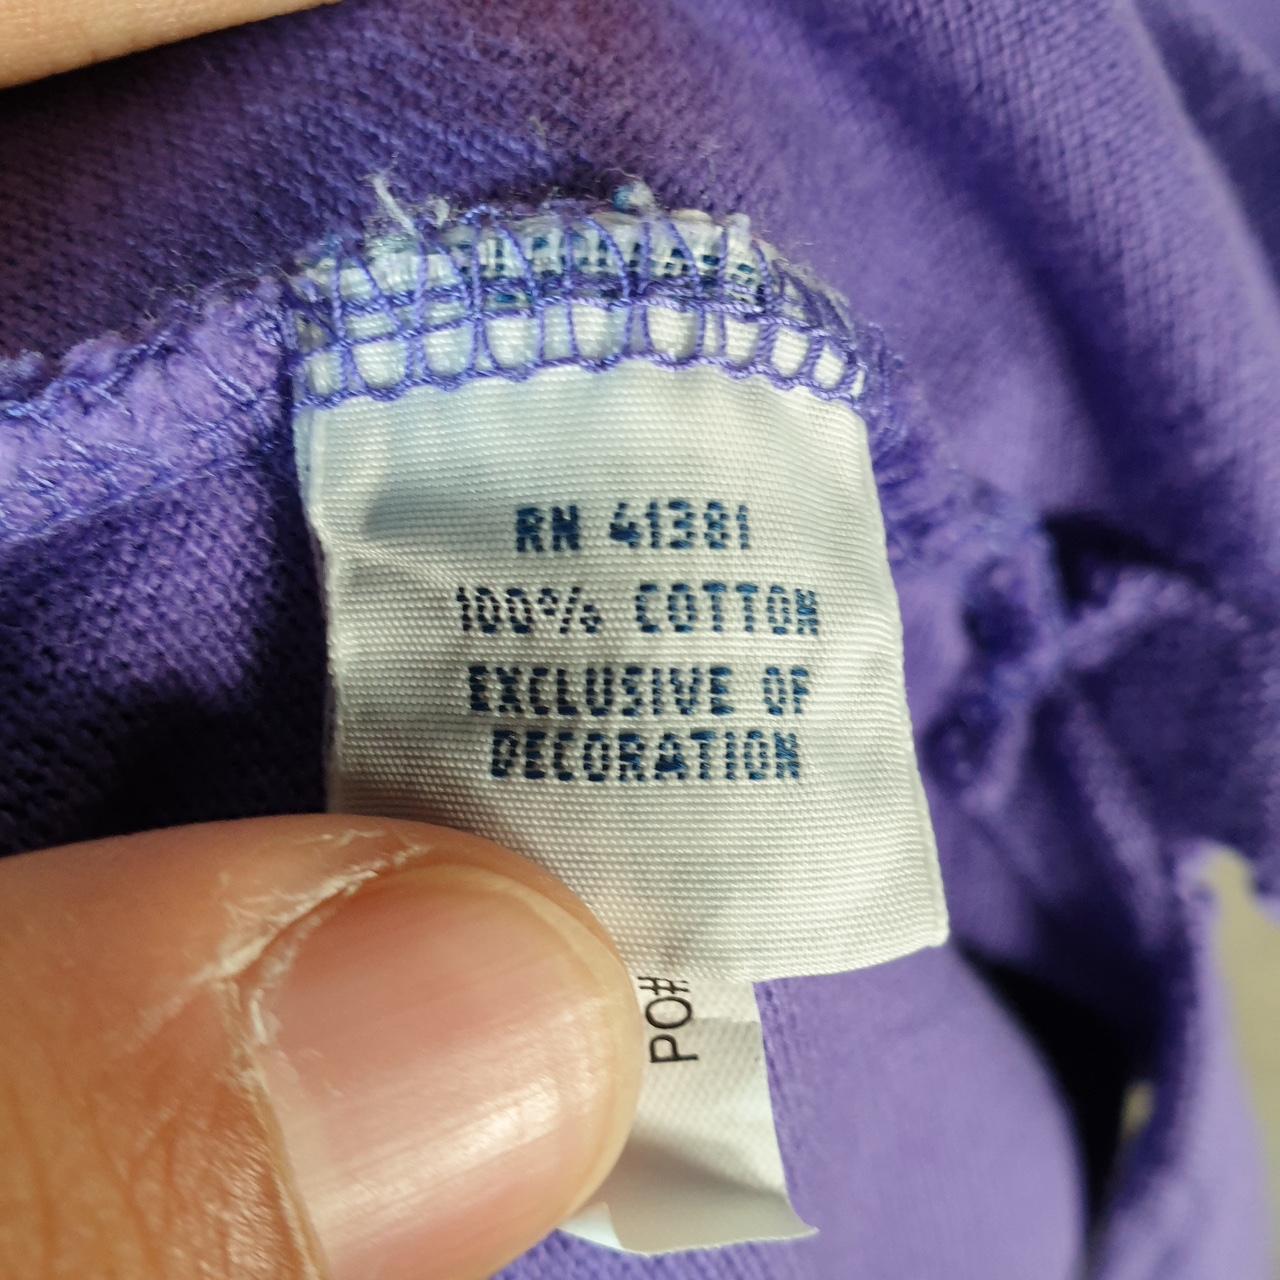 RN 41381
100% COTTON
EXCLUSIVE OF
DECORATION
PO#